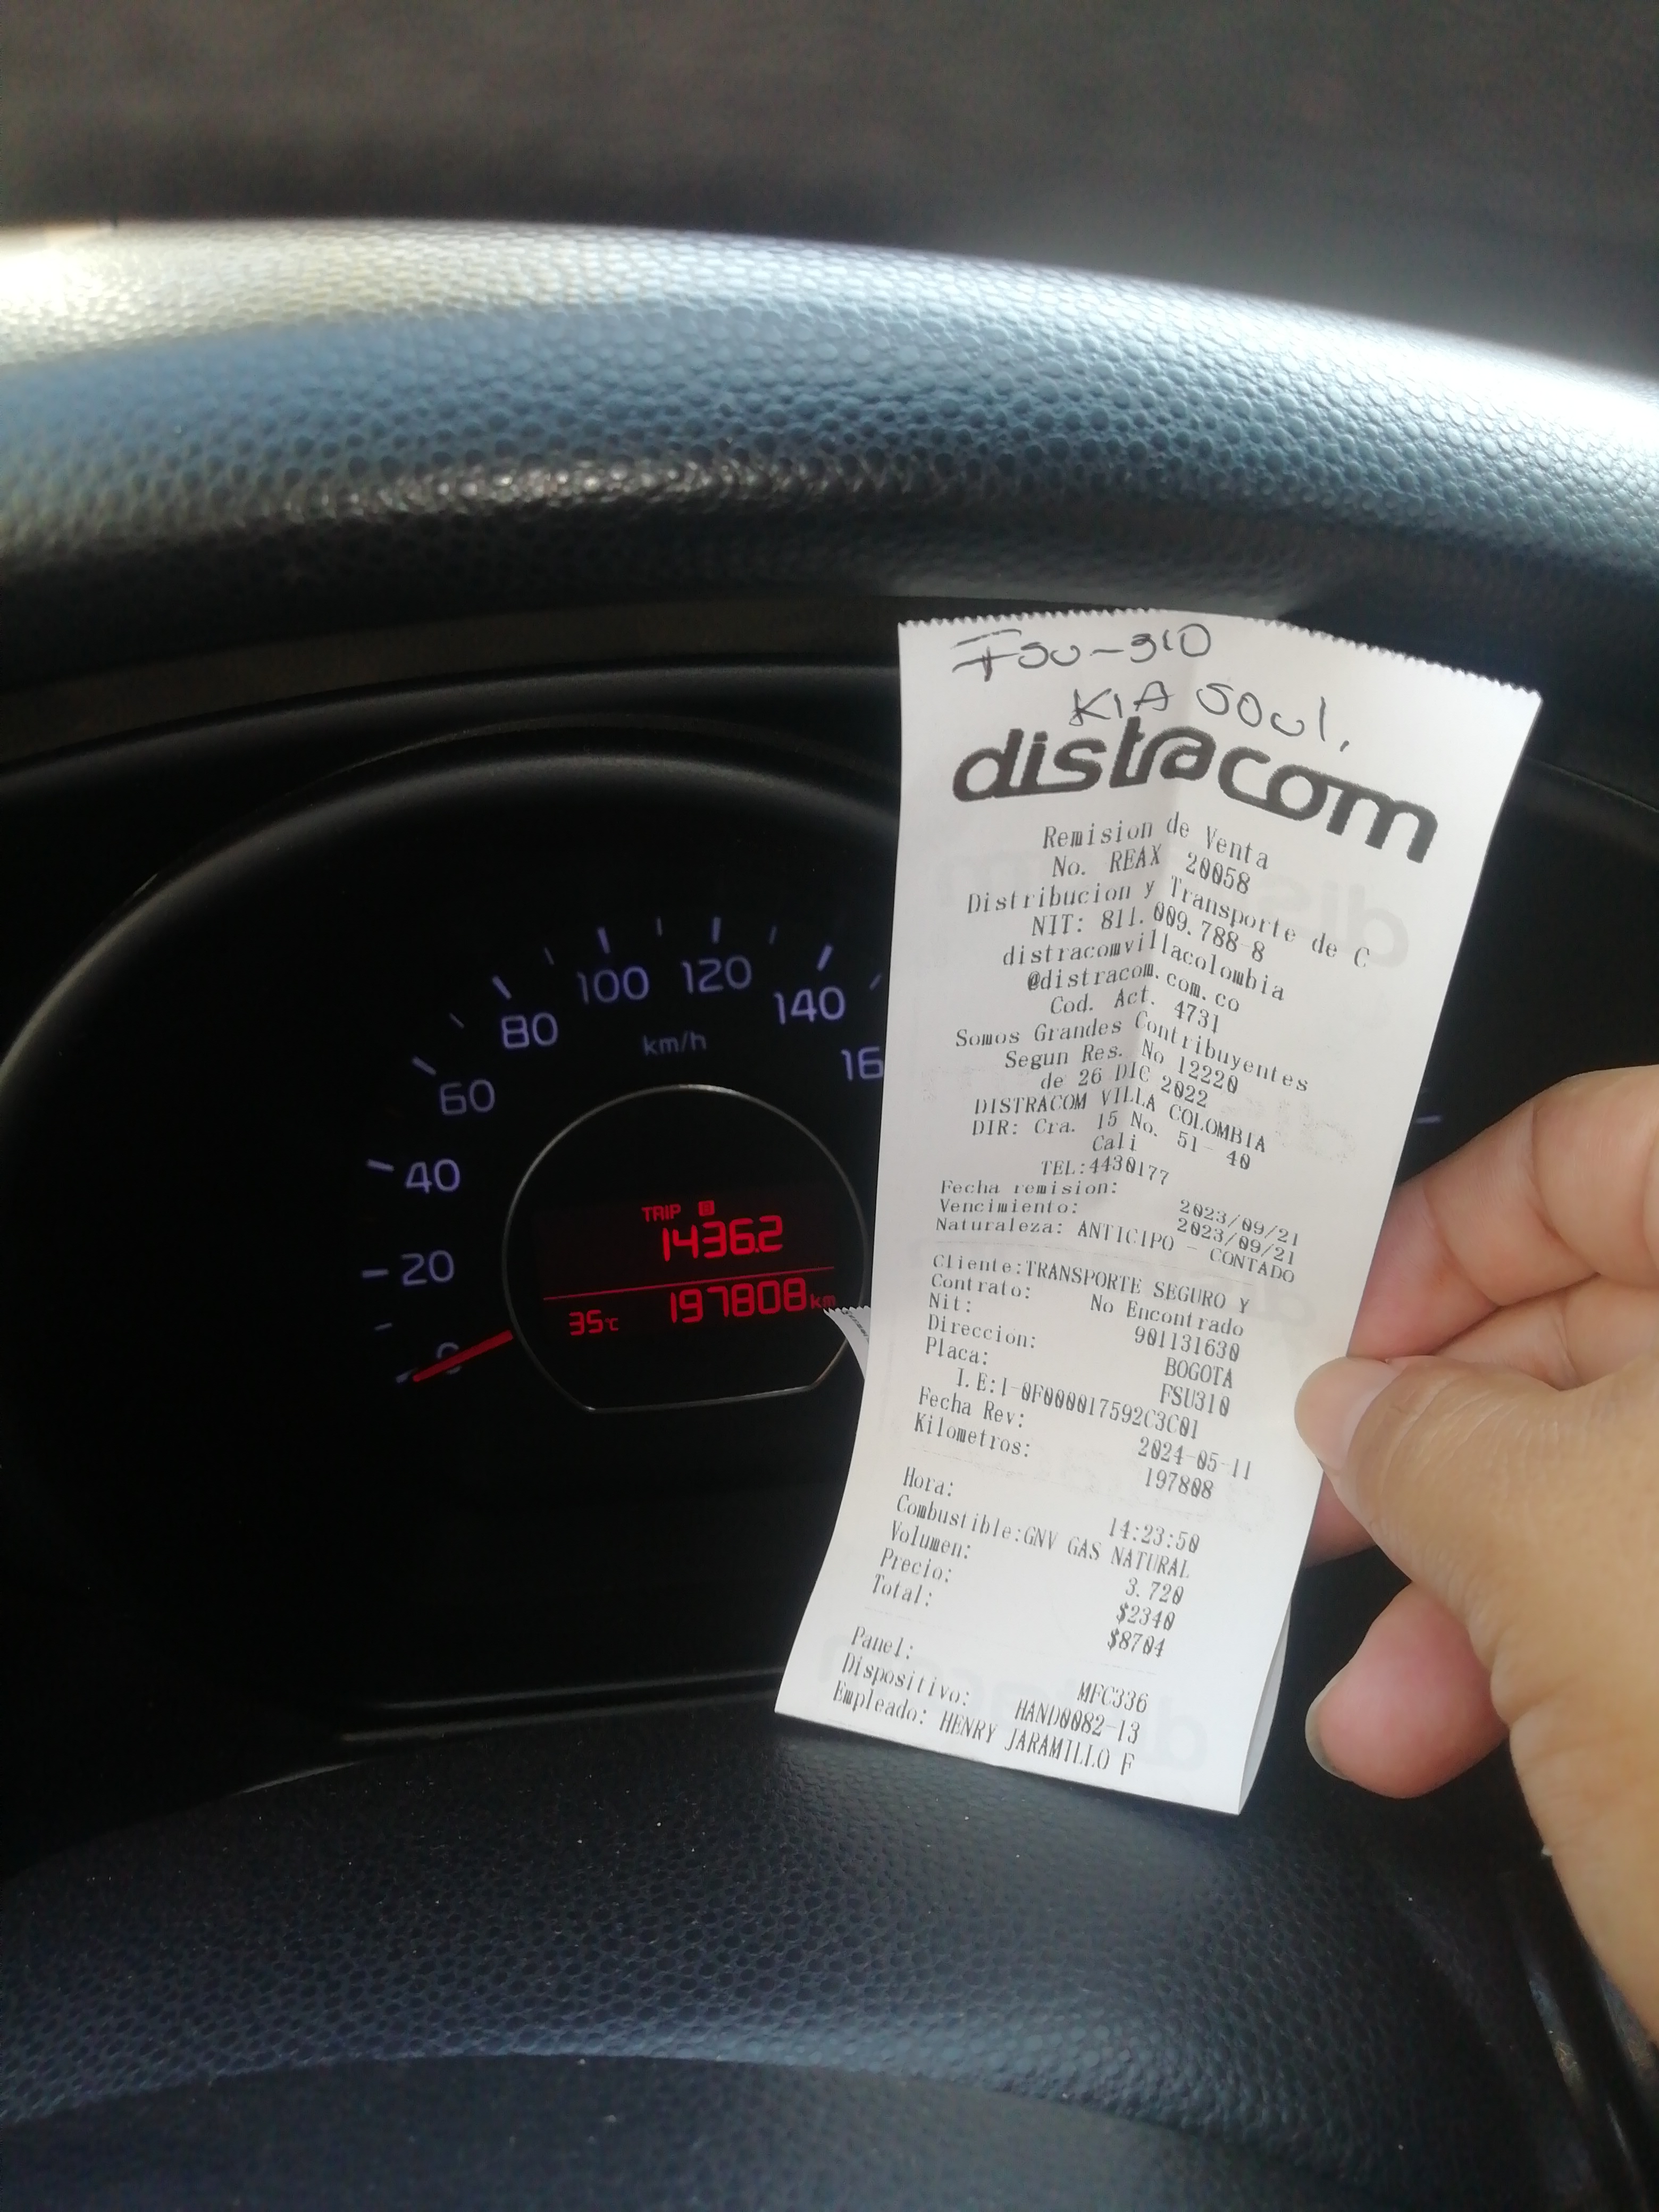 FSU-310
KIA SOUL.
distracom
Remision de Venta
No. REAX 20058
Distribucion y Transporte de C
NIT: 811.009.788-8
distracomvillacolombia
@distracom.com.co
Cod. Act. 4731
Somos Grandes Contribuyentes
Segun Res. No 12220
de 26 DIC 2022
DISTRACOM VILLA COLOMBIA
DIR: Cra. 15 No. 51- 40
Cali
TEL:4430177
Fecha remision: 2023/09/21
Vencimiento: 2023/09/21
Naturaleza: ANTICIPO - CONTADO
Cliente:TRANSPORTE SEGURO Y
Contrato: No Encontrado
Nit: 901131630
Direccion: BOGOTA
Placa: FSU310
I.E:1-0F000017592C3C01
Fecha Rev: 2024-05-11
Kilometros: 197808
Hora: 14:23:50
Combustible:GNV GAS NATURAL
Volumen: 3.720
Precio: $2340
Total: $8704
Panel: MFC336
Dispositivo: HAND0082-13
Empleado: HENRY JARAMILLO F
0
20
40
60
80
100
120
140
16
km/h
TRIP B
1436.2
35°C 197808 km